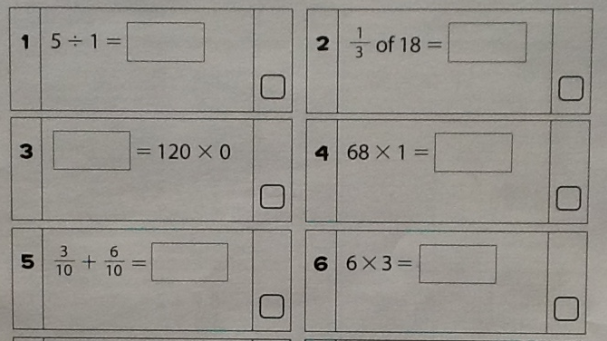 1 5 ÷ 1 =
2 1/3 of 18 =
3 = 120 × 0
4 68 × 1 =
5 3/10 + 6/10 =
6 6 × 3 =